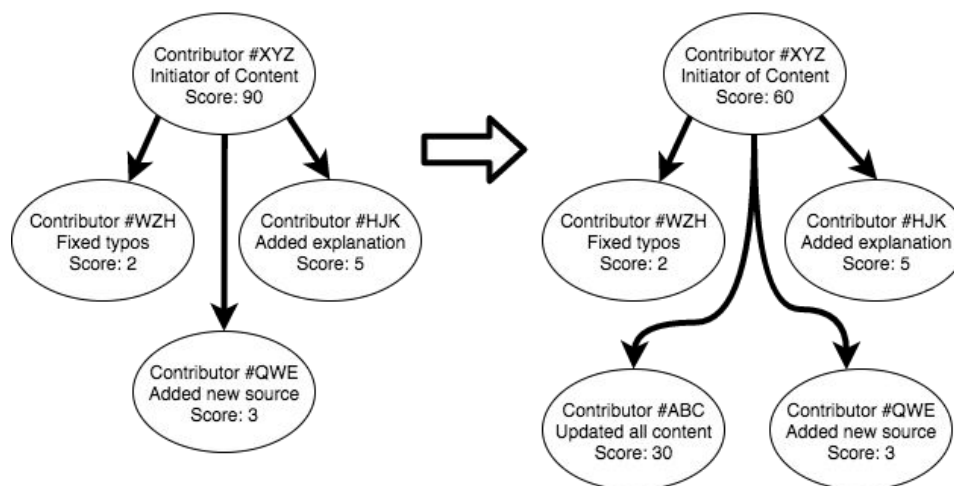 Contributor #XYZ
Initiator of Content
Score: 90
Contributor #WZH
Fixed typos
Score: 2
Contributor #HJK
Added explanation
Score: 5
Contributor #QWE
Added new source
Score: 3
Contributor #XYZ
Initiator of Content
Score: 60
Contributor #WZH
Fixed typos
Score: 2
Contributor #HJK
Added explanation
Score: 5
Contributor #ABC
Updated all content
Score: 30
Contributor #QWE
Added new source
Score: 3